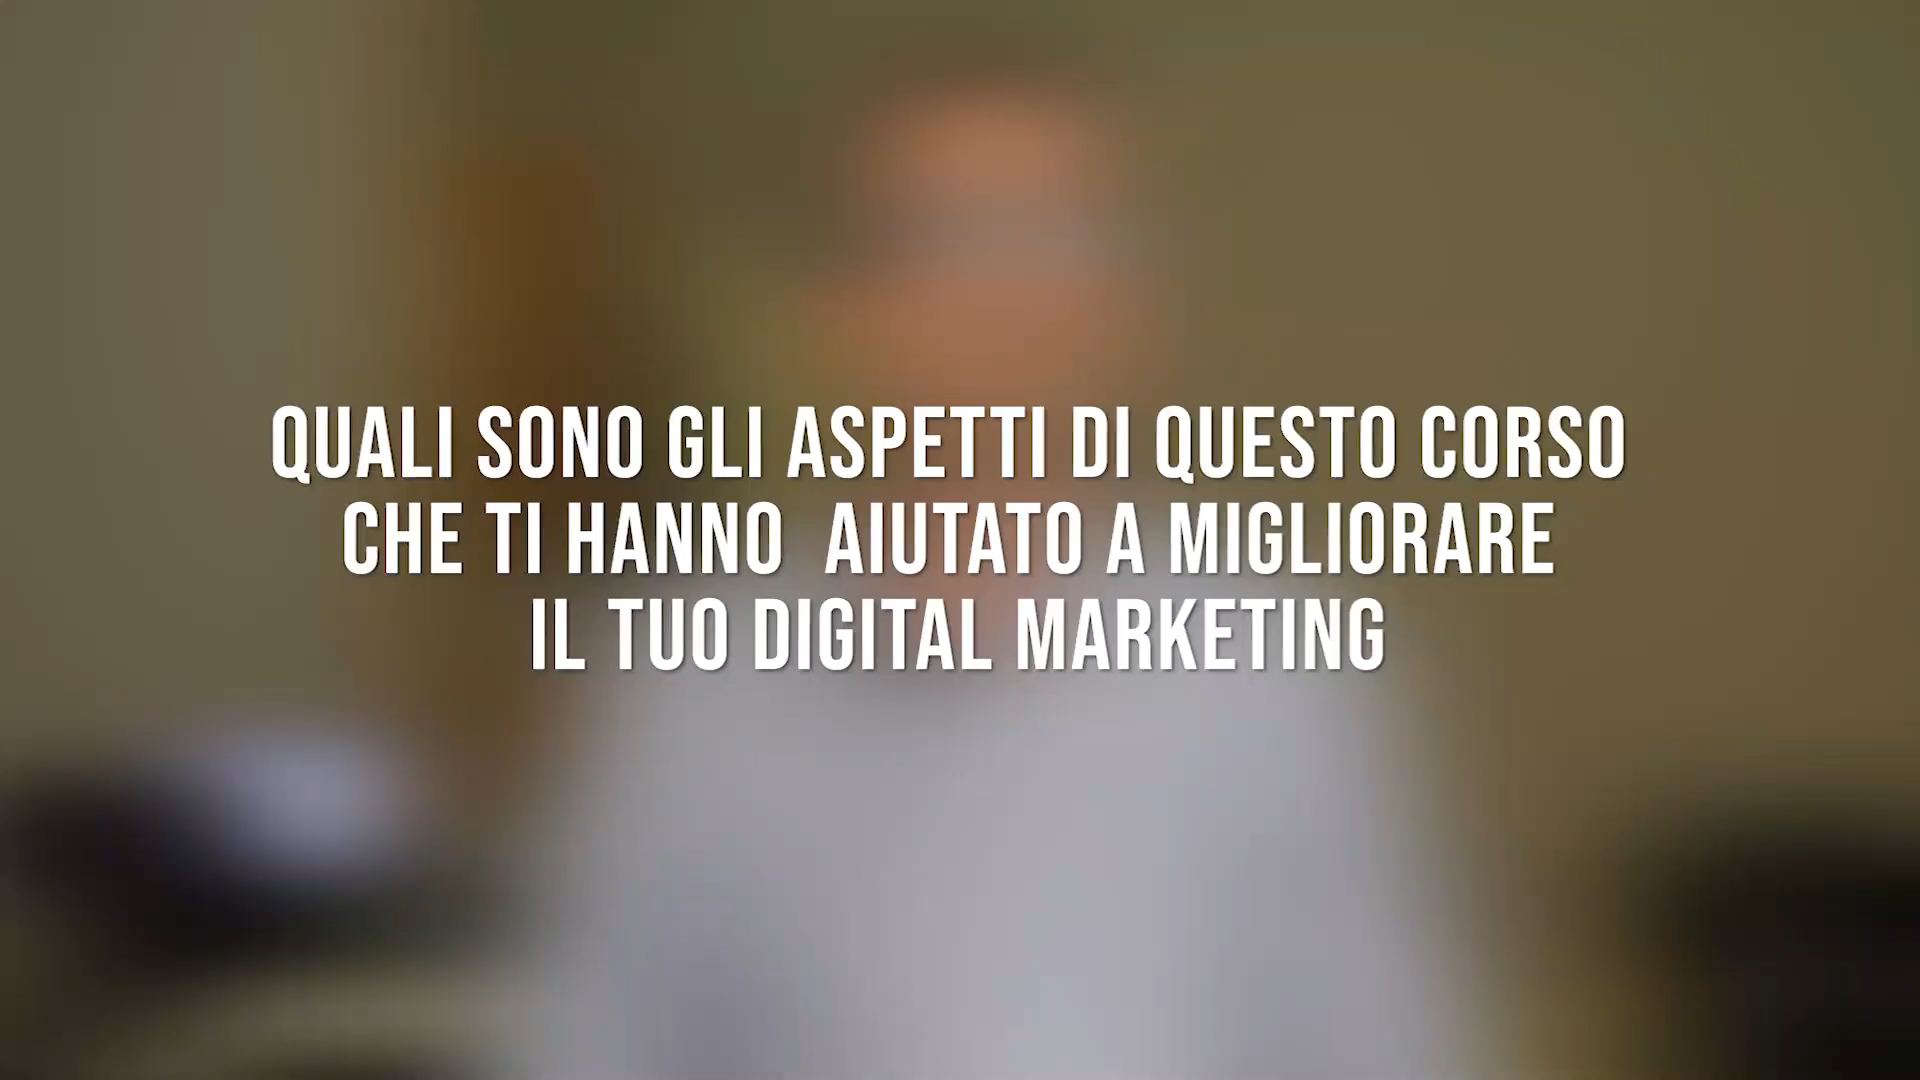 QUALI SONO GLI ASPETTI DI QUESTO CORSO
CHE TI HANNO  AIUTATO A MIGLIORARE
IL TUO DIGITAL MARKETING